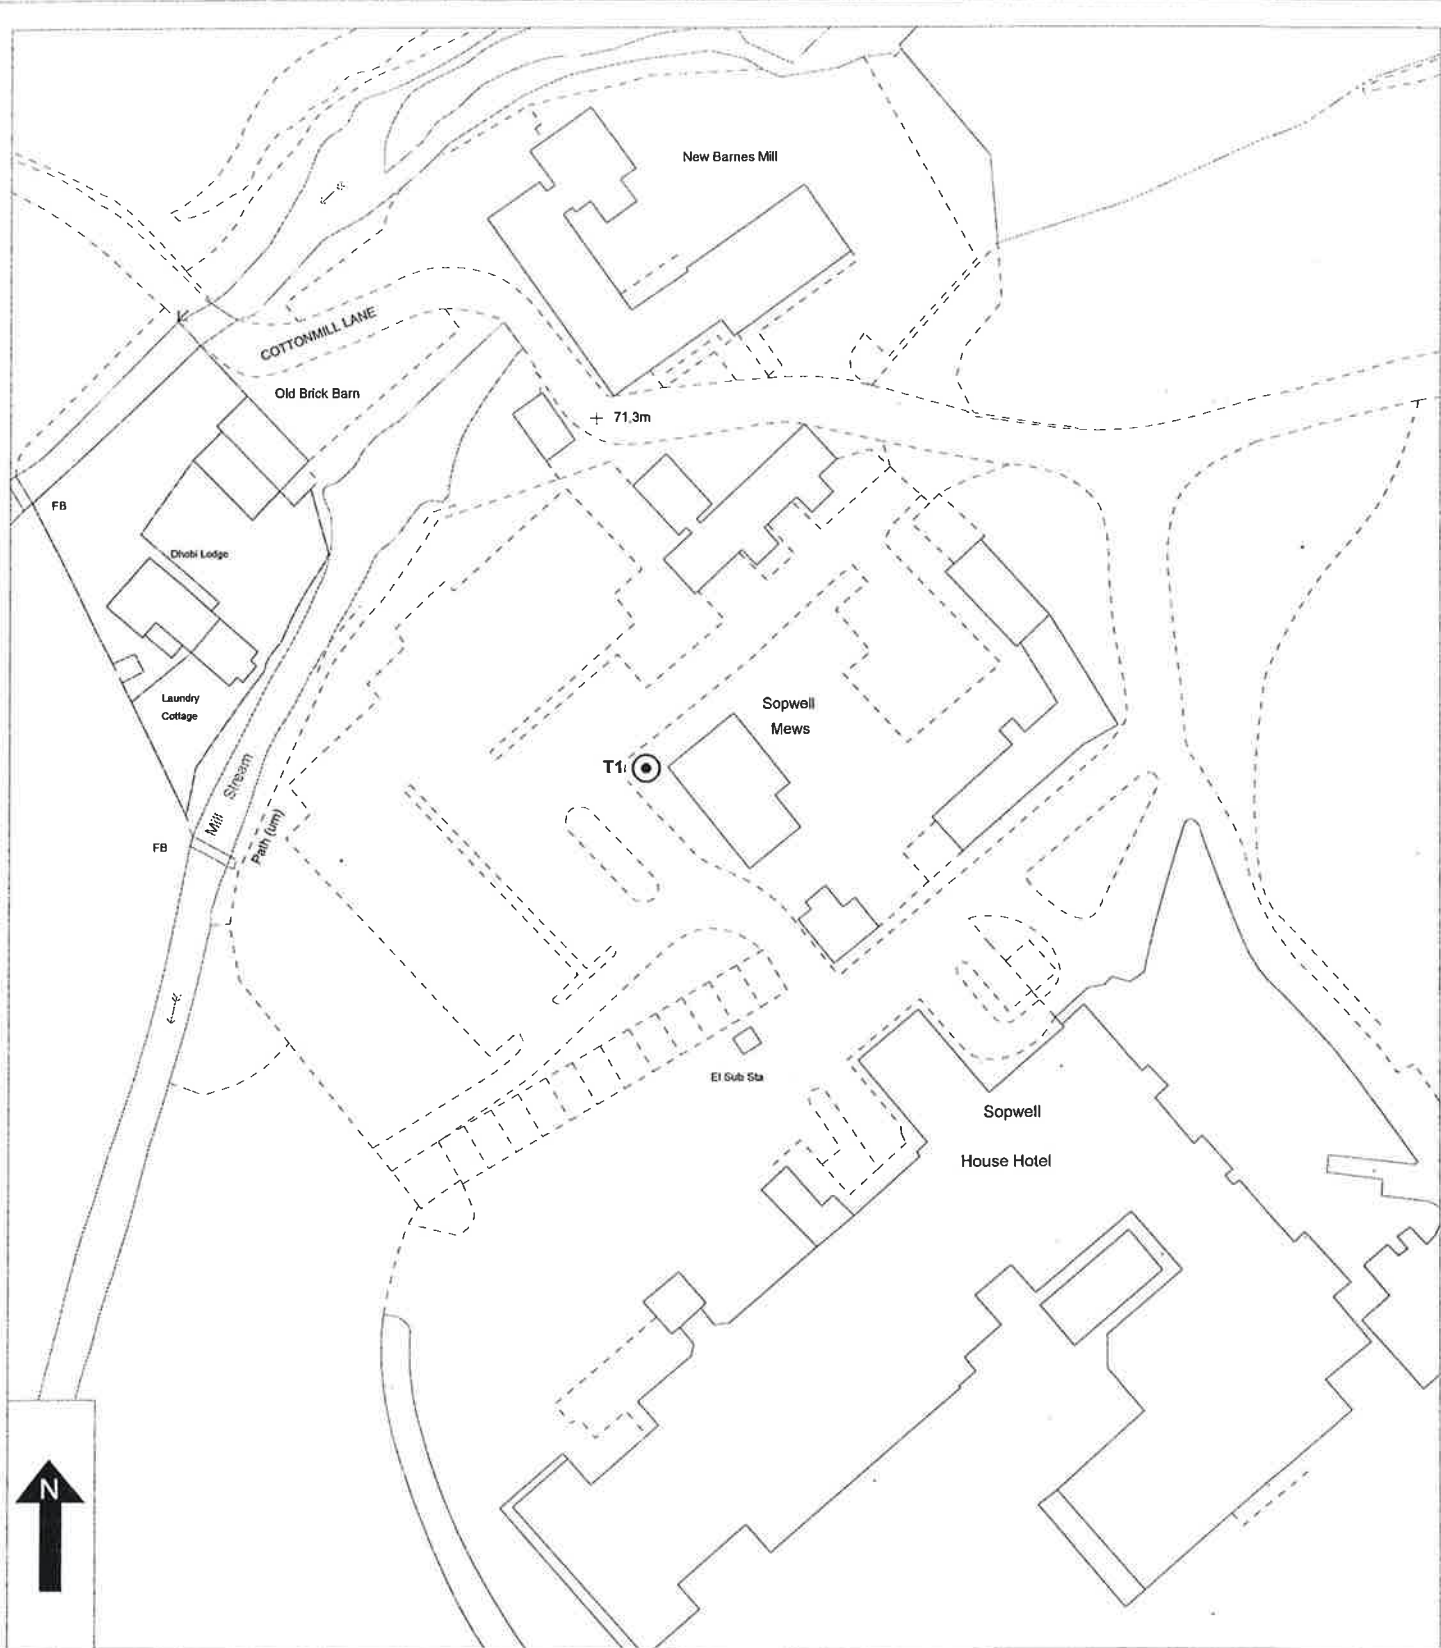 New Barnes Mill
COTTONMILL LANE
Old Brick Barn
71.3m
FB
Dhobi Lodge
Laundry
Cottage
Sopwell
Mews
T1
Mill Stream
Path (um)
FB
El Sub Sta
Sopwell
House Hotel
N